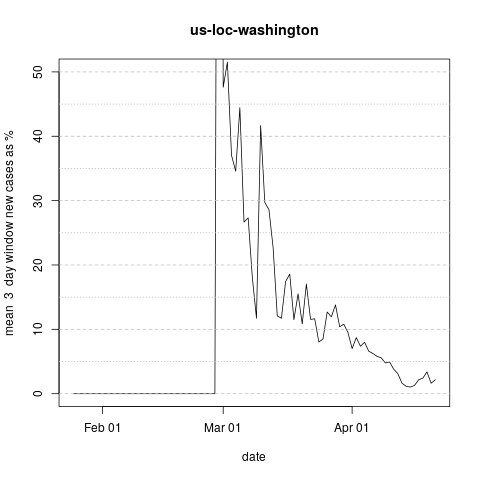 us-loc-washington
mean 3 day window new cases as %
50
40
30
20
10
0
Feb 01
Mar 01
Apr 01
date